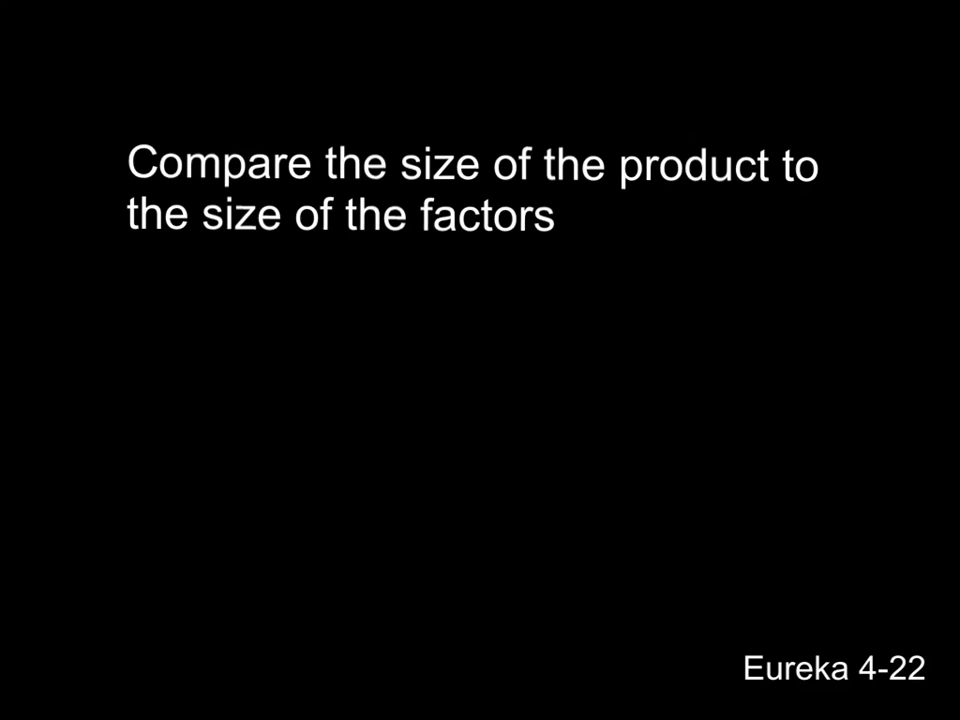 Compare the size of the product to
the size of the factors
Eureka 4-22